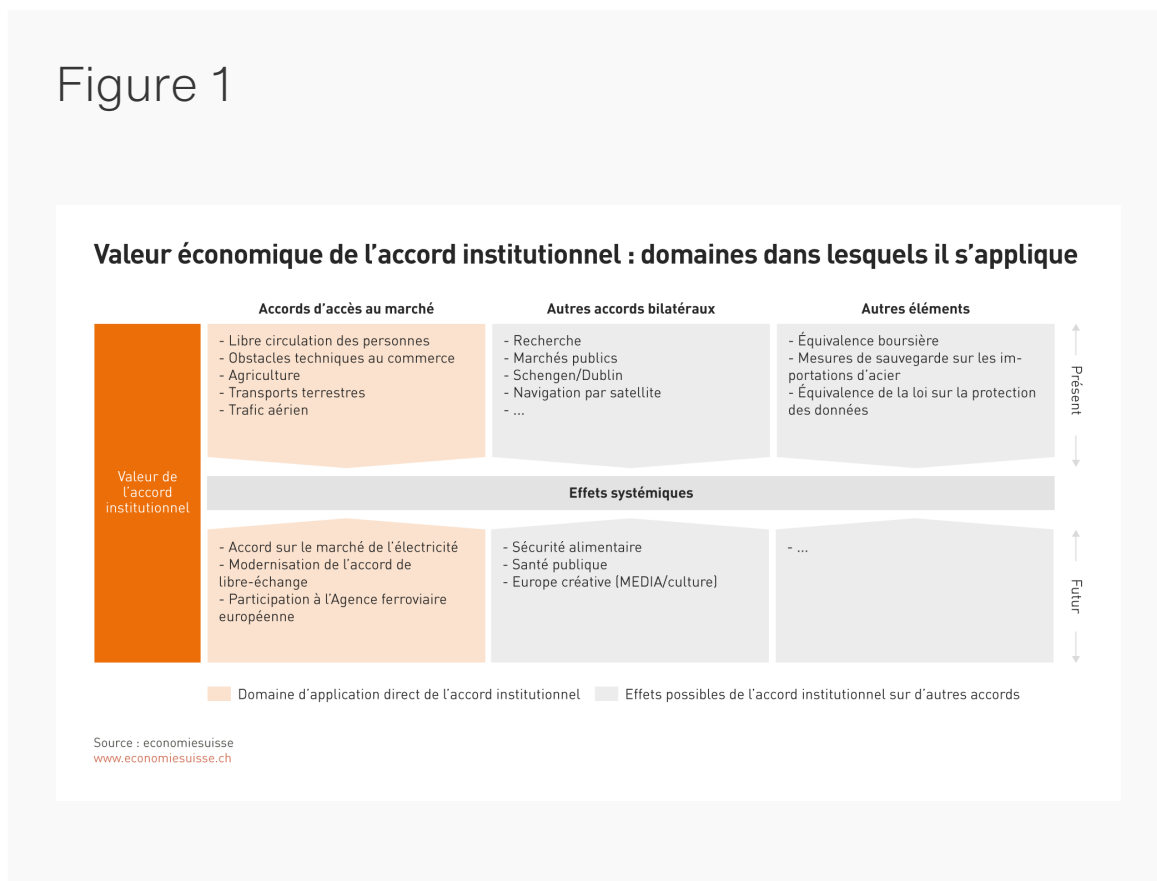 Figure 1
Valeur économique de l’accord institutionnel : domaines dans lesquels il s’applique
Accords d’accès au marché
Autres accords bilatéraux
Autres éléments
Valeur de
l’accord
institutionnel
- Libre circulation des personnes
- Obstacles techniques au commerce
- Agriculture
- Transports terrestres
- Trafic aérien
- Recherche
- Marchés publics
- Schengen/Dublin
- Navigation par satellite
- ...
- Équivalence boursière
- Mesures de sauvegarde sur les im-
portations d’acier
- Équivalence de la loi sur la protection
des données
Présent
Effets systémiques
- Accord sur le marché de l’électricité
- Modernisation de l’accord de
libre-échange
- Participation à l’Agence ferroviaire
européenne
- Sécurité alimentaire
- Santé publique
- Europe créative (MEDIA/culture)
- ...
Futur
Domaine d’application direct de l’accord institutionnel
Effets possibles de l’accord institutionnel sur d’autres accords
Source : economiesuisse
www.economiesuisse.ch